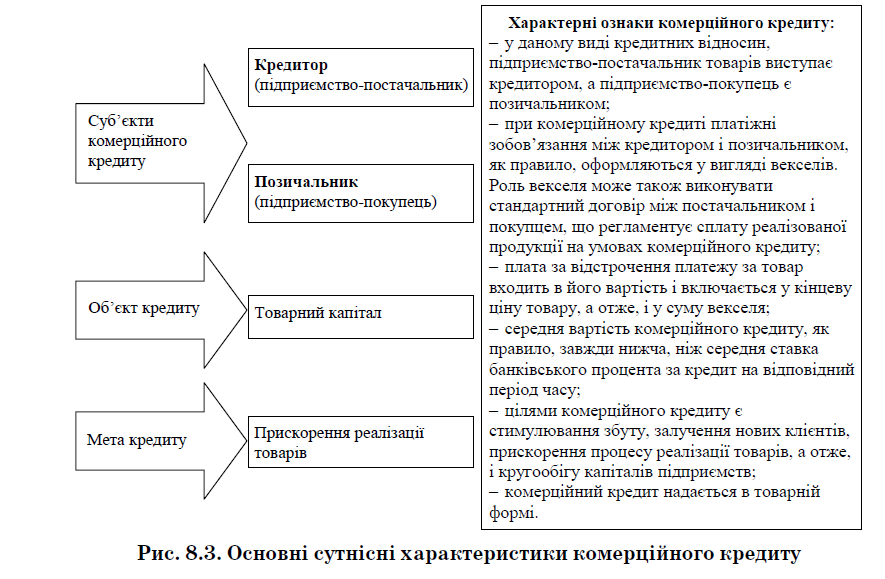 Суб’єкти
комерційного
кредиту
Кредитор
(підприємство-постачальник)
Позичальник
(підприємство-покупець)
Об’єкт кредиту
Товарний капітал
Мета кредиту
Прискорення реалізації
товарів
Характерні ознаки комерційного кредиту:
– у даному виді кредитних відносин,
підприємство-постачальник товарів виступає
кредитором, а підприємство-покупець є
позичальником;
– при комерційному кредиті платіжні
зобов’язання між кредитором і позичальником,
як правило, оформляються у вигляді векселів.
Роль векселя може також виконувати
стандартний договір між постачальником і
покупцем, що регламентує сплату реалізованої
продукції на умовах комерційного кредиту;
– плата за відстрочення платежу за товар
входить в його вартість і включається у кінцеву
ціну товару, а отже, і у суму векселя;
– середня вартість комерційного кредиту, як
правило, завжди нижча, ніж середня ставка
банківського процента за кредит на відповідний
період часу;
– цілями комерційного кредиту є
стимулювання збуту, залучення нових клієнтів,
прискорення процесу реалізації товарів, а отже,
і кругообігу капіталів підприємств;
– комерційний кредит надається в товарній
формі.
Рис. 8.3. Основні сутнісні характеристики комерційного кредиту